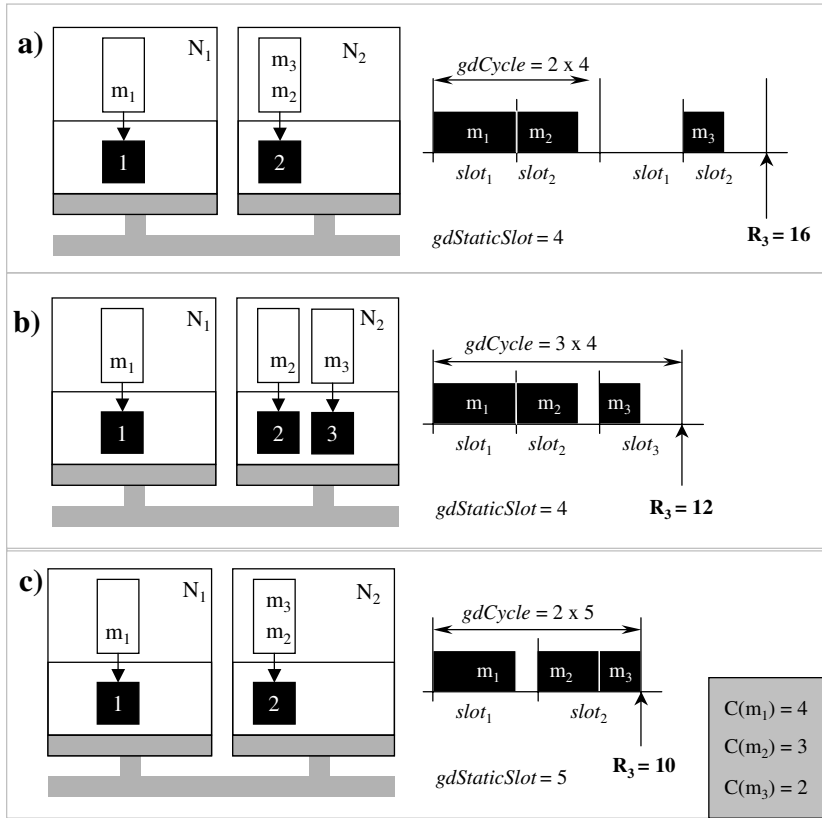 a)
N₁
m₁
1
N₂
m₃
m₂
2
gdCycle = 2 x 4
m₁
m₂
m₃
slot₁
slot₂
slot₁
slot₂
gdStaticSlot = 4
R₃ = 16
b)
N₁
m₁
1
N₂
m₂
m₃
2
3
gdCycle = 3 x 4
m₁
m₂
m₃
slot₁
slot₂
slot₃
gdStaticSlot = 4
R₃ = 12
c)
N₁
m₁
1
N₂
m₃
m₂
2
gdCycle = 2 x 5
m₁
m₂
m₃
slot₁
slot₂
gdStaticSlot = 5
R₃ = 10
C(m₁) = 4
C(m₂) = 3
C(m₃) = 2